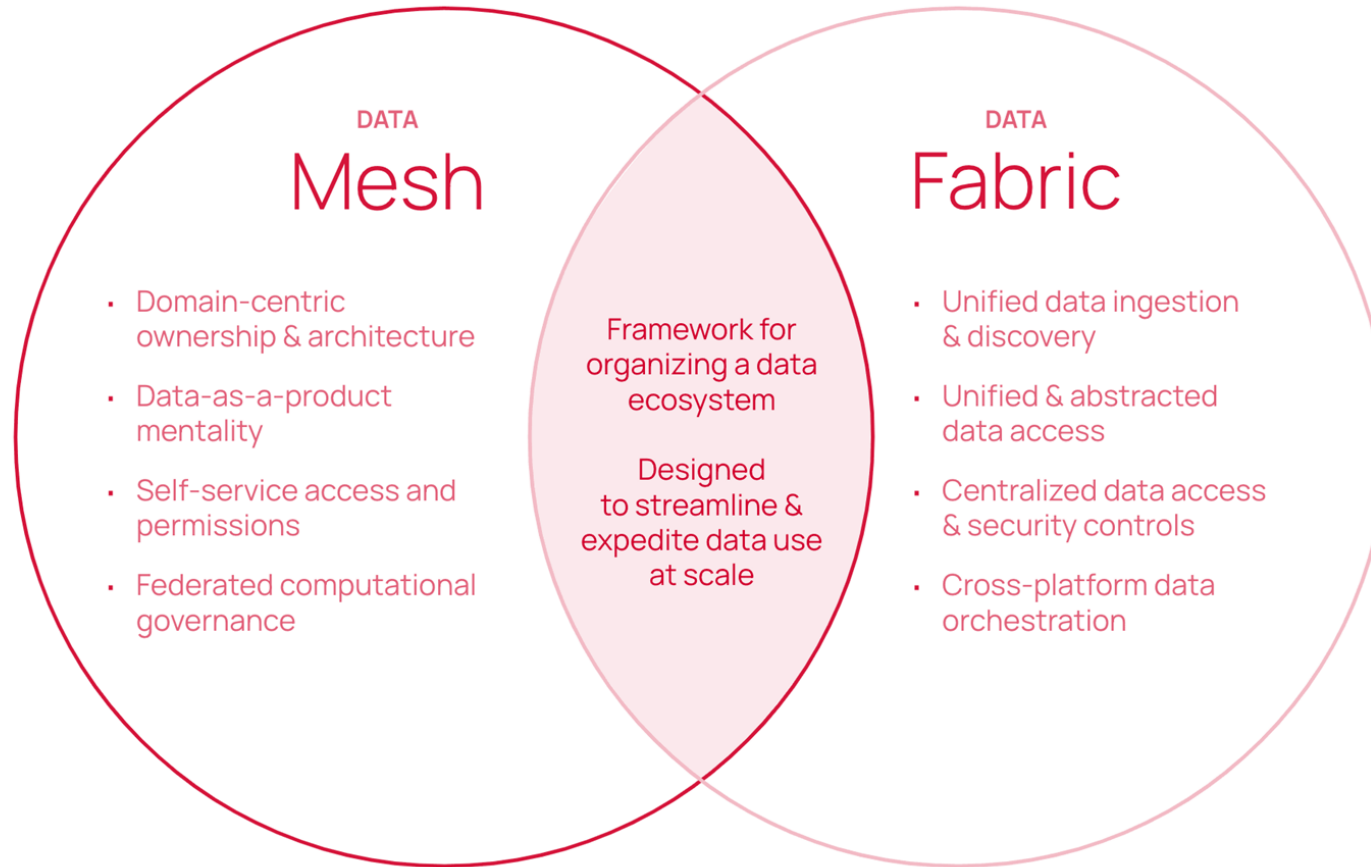 DATA
Mesh
· Domain-centric
ownership & architecture
· Data-as-a-product
mentality
· Self-service access and
permissions
· Federated computational
governance
Framework for
organizing a data
ecosystem
Designed
to streamline &
expedite data use
at scale
DATA
Fabric
· Unified data ingestion
& discovery
· Unified & abstracted
data access
· Centralized data access
& security controls
· Cross-platform data
orchestration